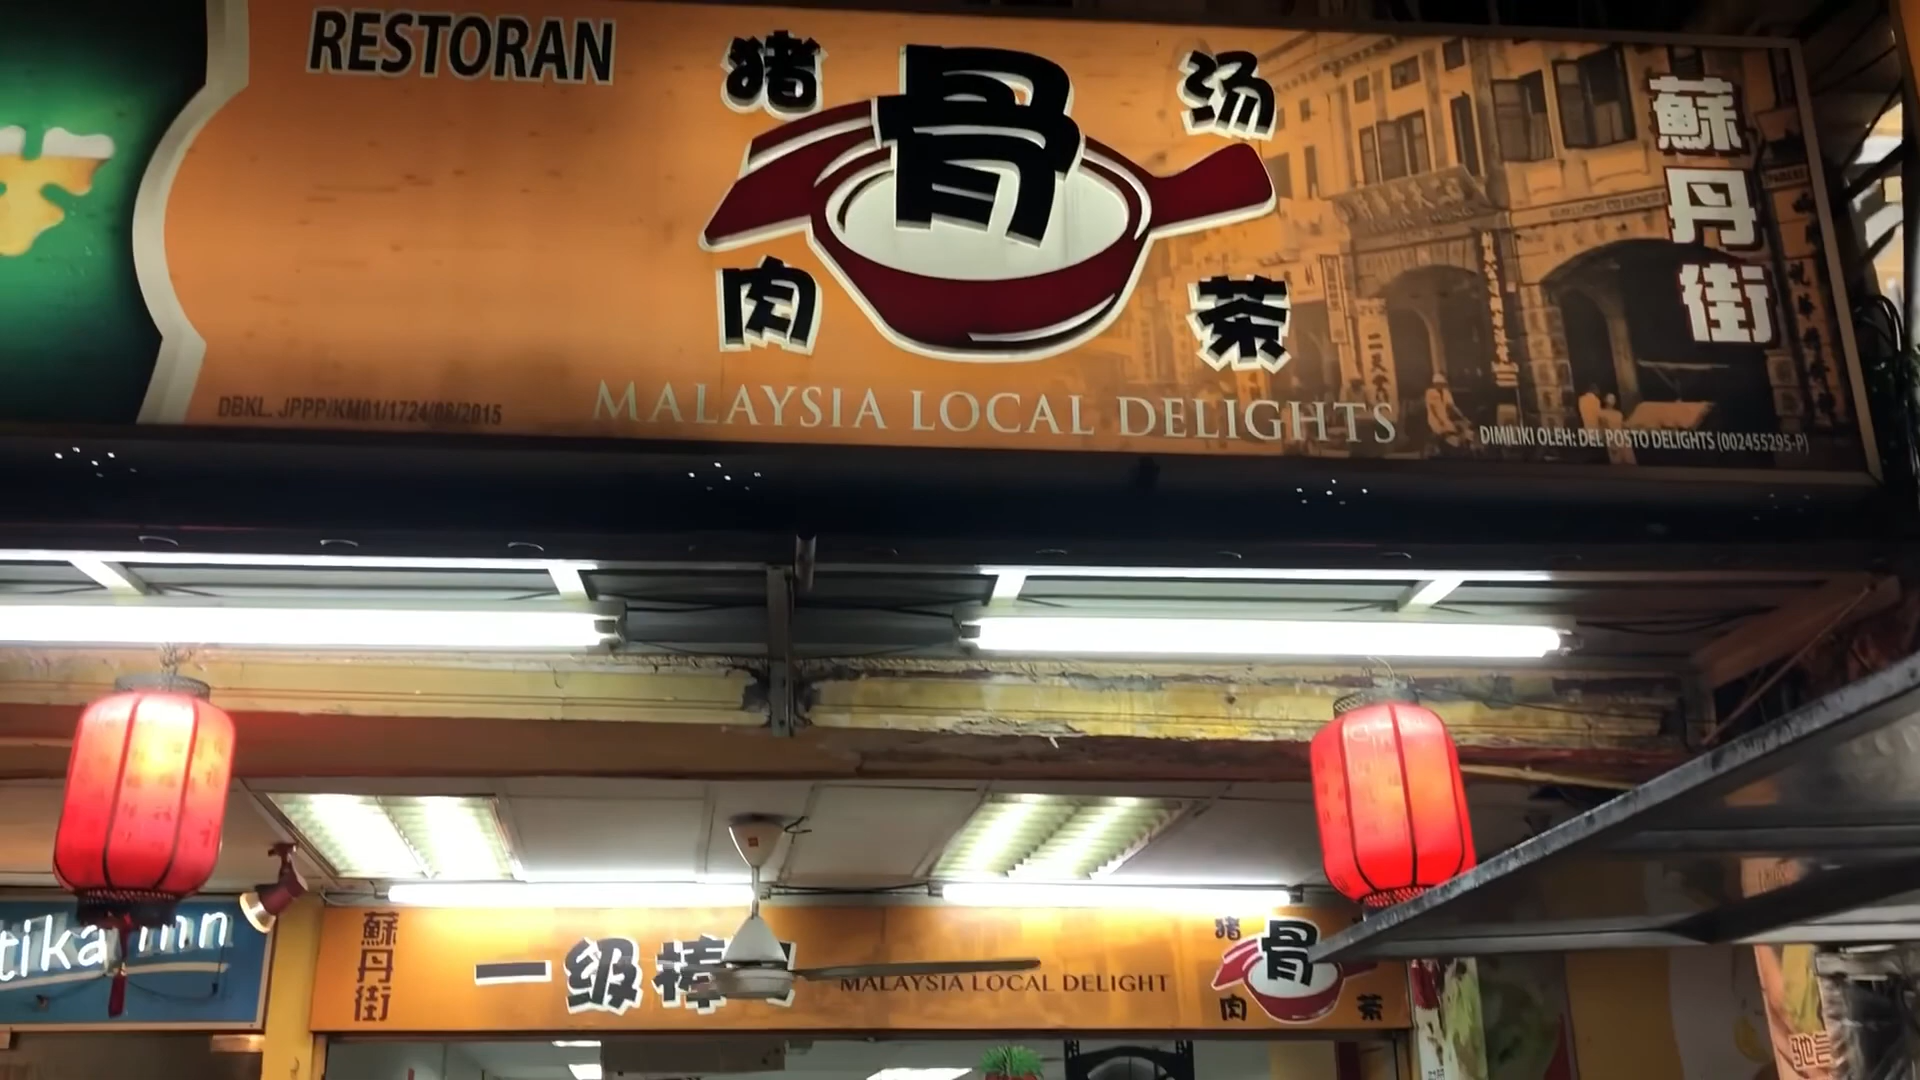 RESTORAN
猪骨汤
肉骨茶
MALAYSIA LOCAL DELIGHTS
蘇丹街
DBKL. JPPP/KM01/1724/08/2015
DIMILIKI OLEH: DEL POSTO DELIGHTS (002455295-P)
tika inn
蘇丹街
一级棒
MALAYSIA LOCAL DELIGHT
猪骨
肉茶